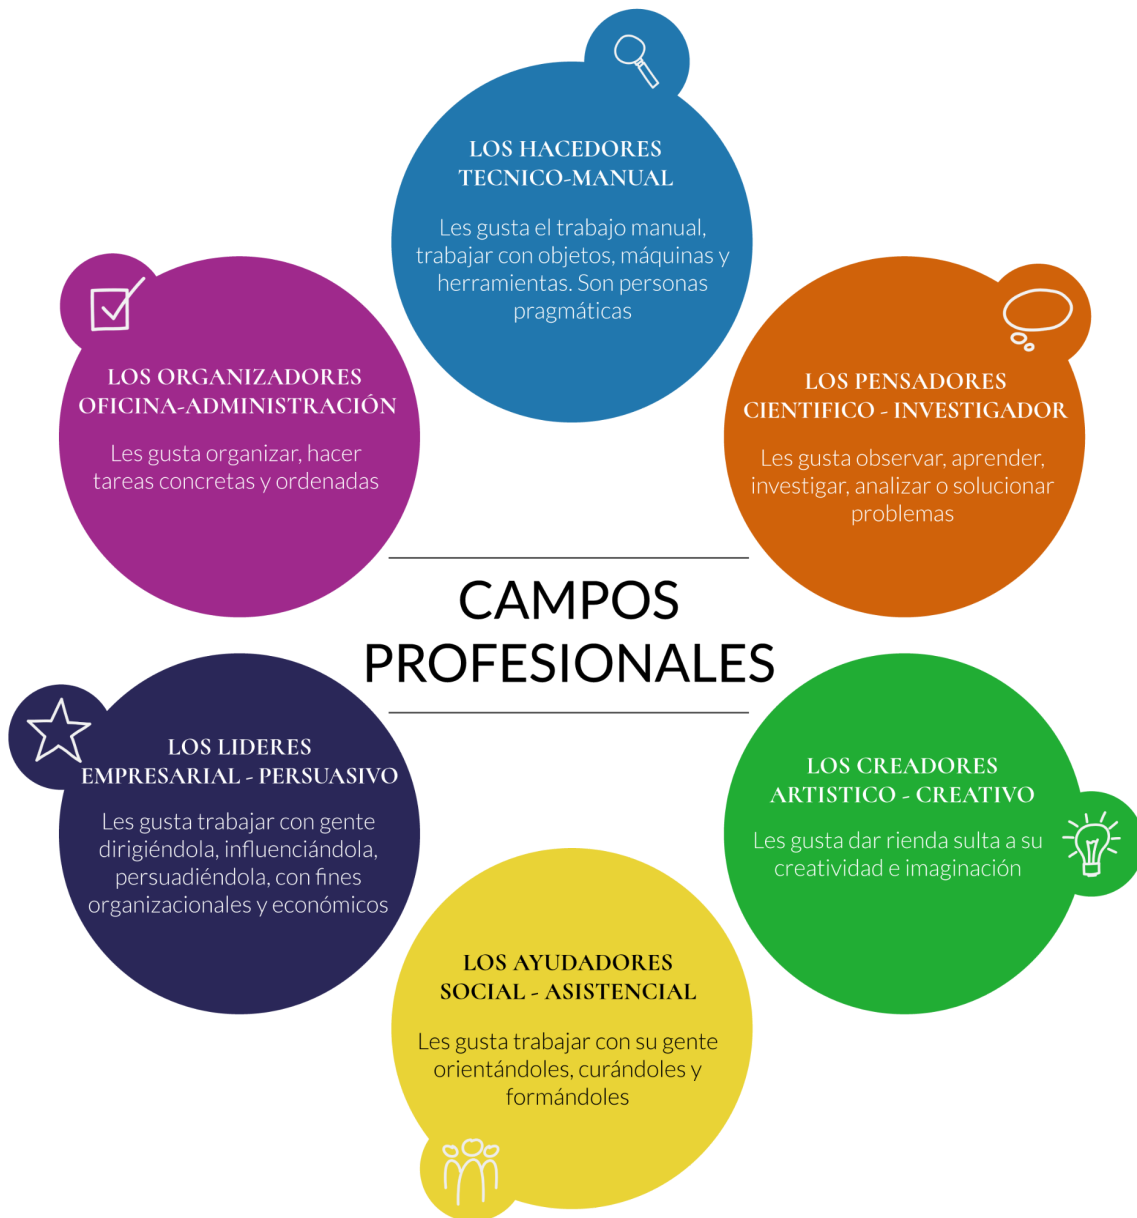 LOS HACEDORES
TECNICO-MANUAL
Les gusta el trabajo manual,
trabajar con objetos, máquinas y
herramientas. Son personas
pragmáticas
LOS ORGANIZADORES
OFICINA-ADMINISTRACIÓN
Les gusta organizar, hacer
tareas concretas y ordenadas
LOS PENSADORES
CIENTIFICO - INVESTIGADOR
Les gusta observar, aprender,
investigar, analizar o solucionar
problemas
CAMPOS
PROFESIONALES
LOS LIDERES
EMPRESARIAL - PERSUASIVO
Les gusta trabajar con gente
dirigiéndola, influenciándola,
persuadiéndola, con fines
organizacionales y económicos
LOS CREADORES
ARTISTICO - CREATIVO
Les gusta dar rienda sulta a su
creatividad e imaginación
LOS AYUDADORES
SOCIAL - ASISTENCIAL
Les gusta trabajar con su gente
orientándoles, curándoles y
formándoles